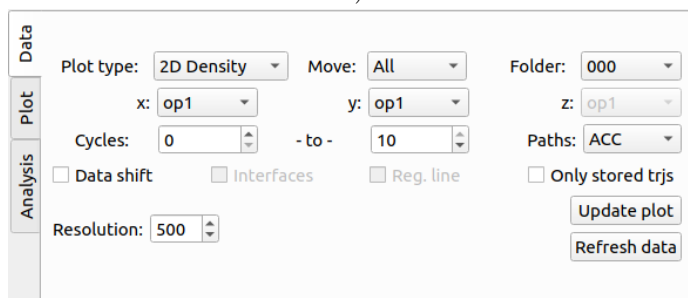 Data
Plot
Analysis
Plot type: 2D Density Move: All Folder: 000
x: op1 y: op1 z: op1
Cycles: 0 - to - 10 Paths: ACC
Data shift Interfaces Reg. line Only stored trjs
Update plot
Resolution: 500
Refresh data